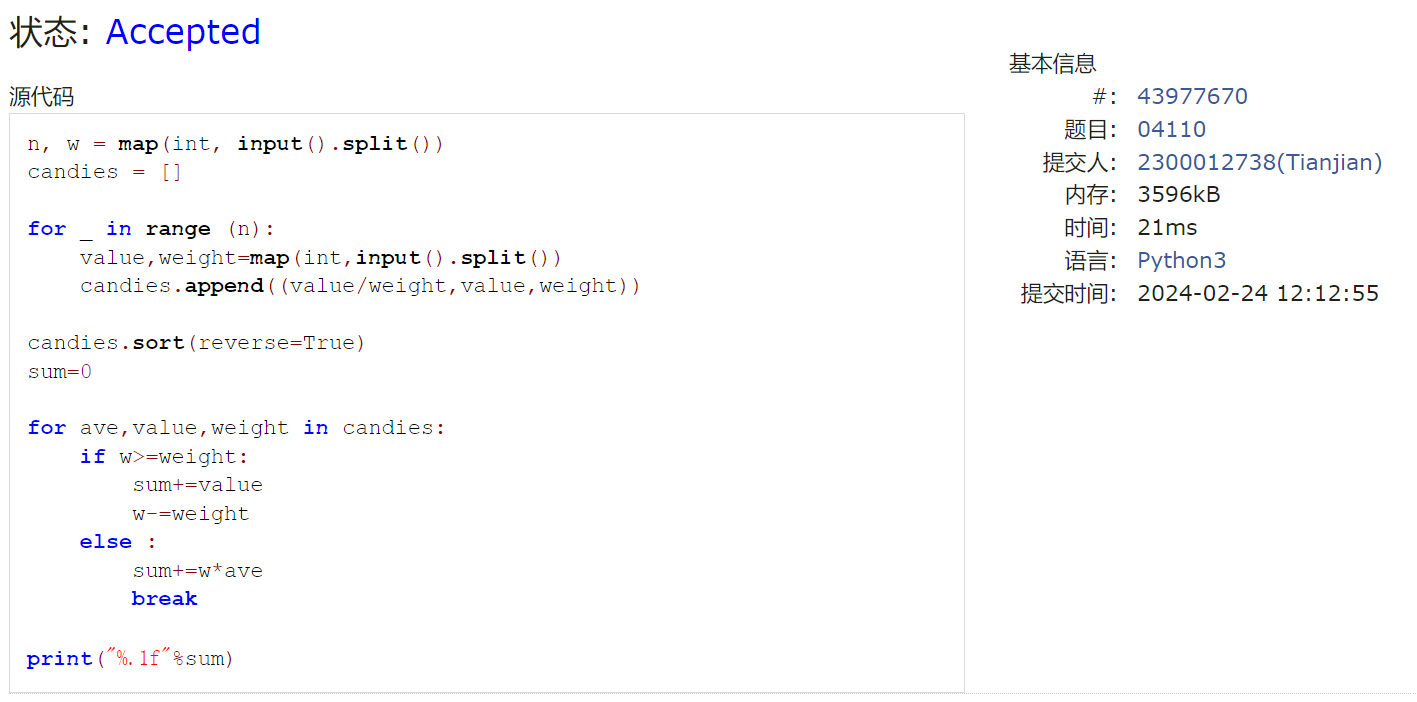 状态: Accepted
源代码
n, w = map(int, input().split())
candies = []
for _ in range (n):
    value,weight=map(int,input().split())
    candies.append((value/weight,value,weight))
candies.sort(reverse=True)
sum=0
for ave,value,weight in candies:
    if w>=weight:
        sum+=value
        w-=weight
    else :
        sum+=w*ave
        break
print("%.1f"%sum)
基本信息
#: 43977670
题目: 04110
提交人: 2300012738(Tianjian)
内存: 3596kB
时间: 21ms
语言: Python3
提交时间: 2024-02-24 12:12:55